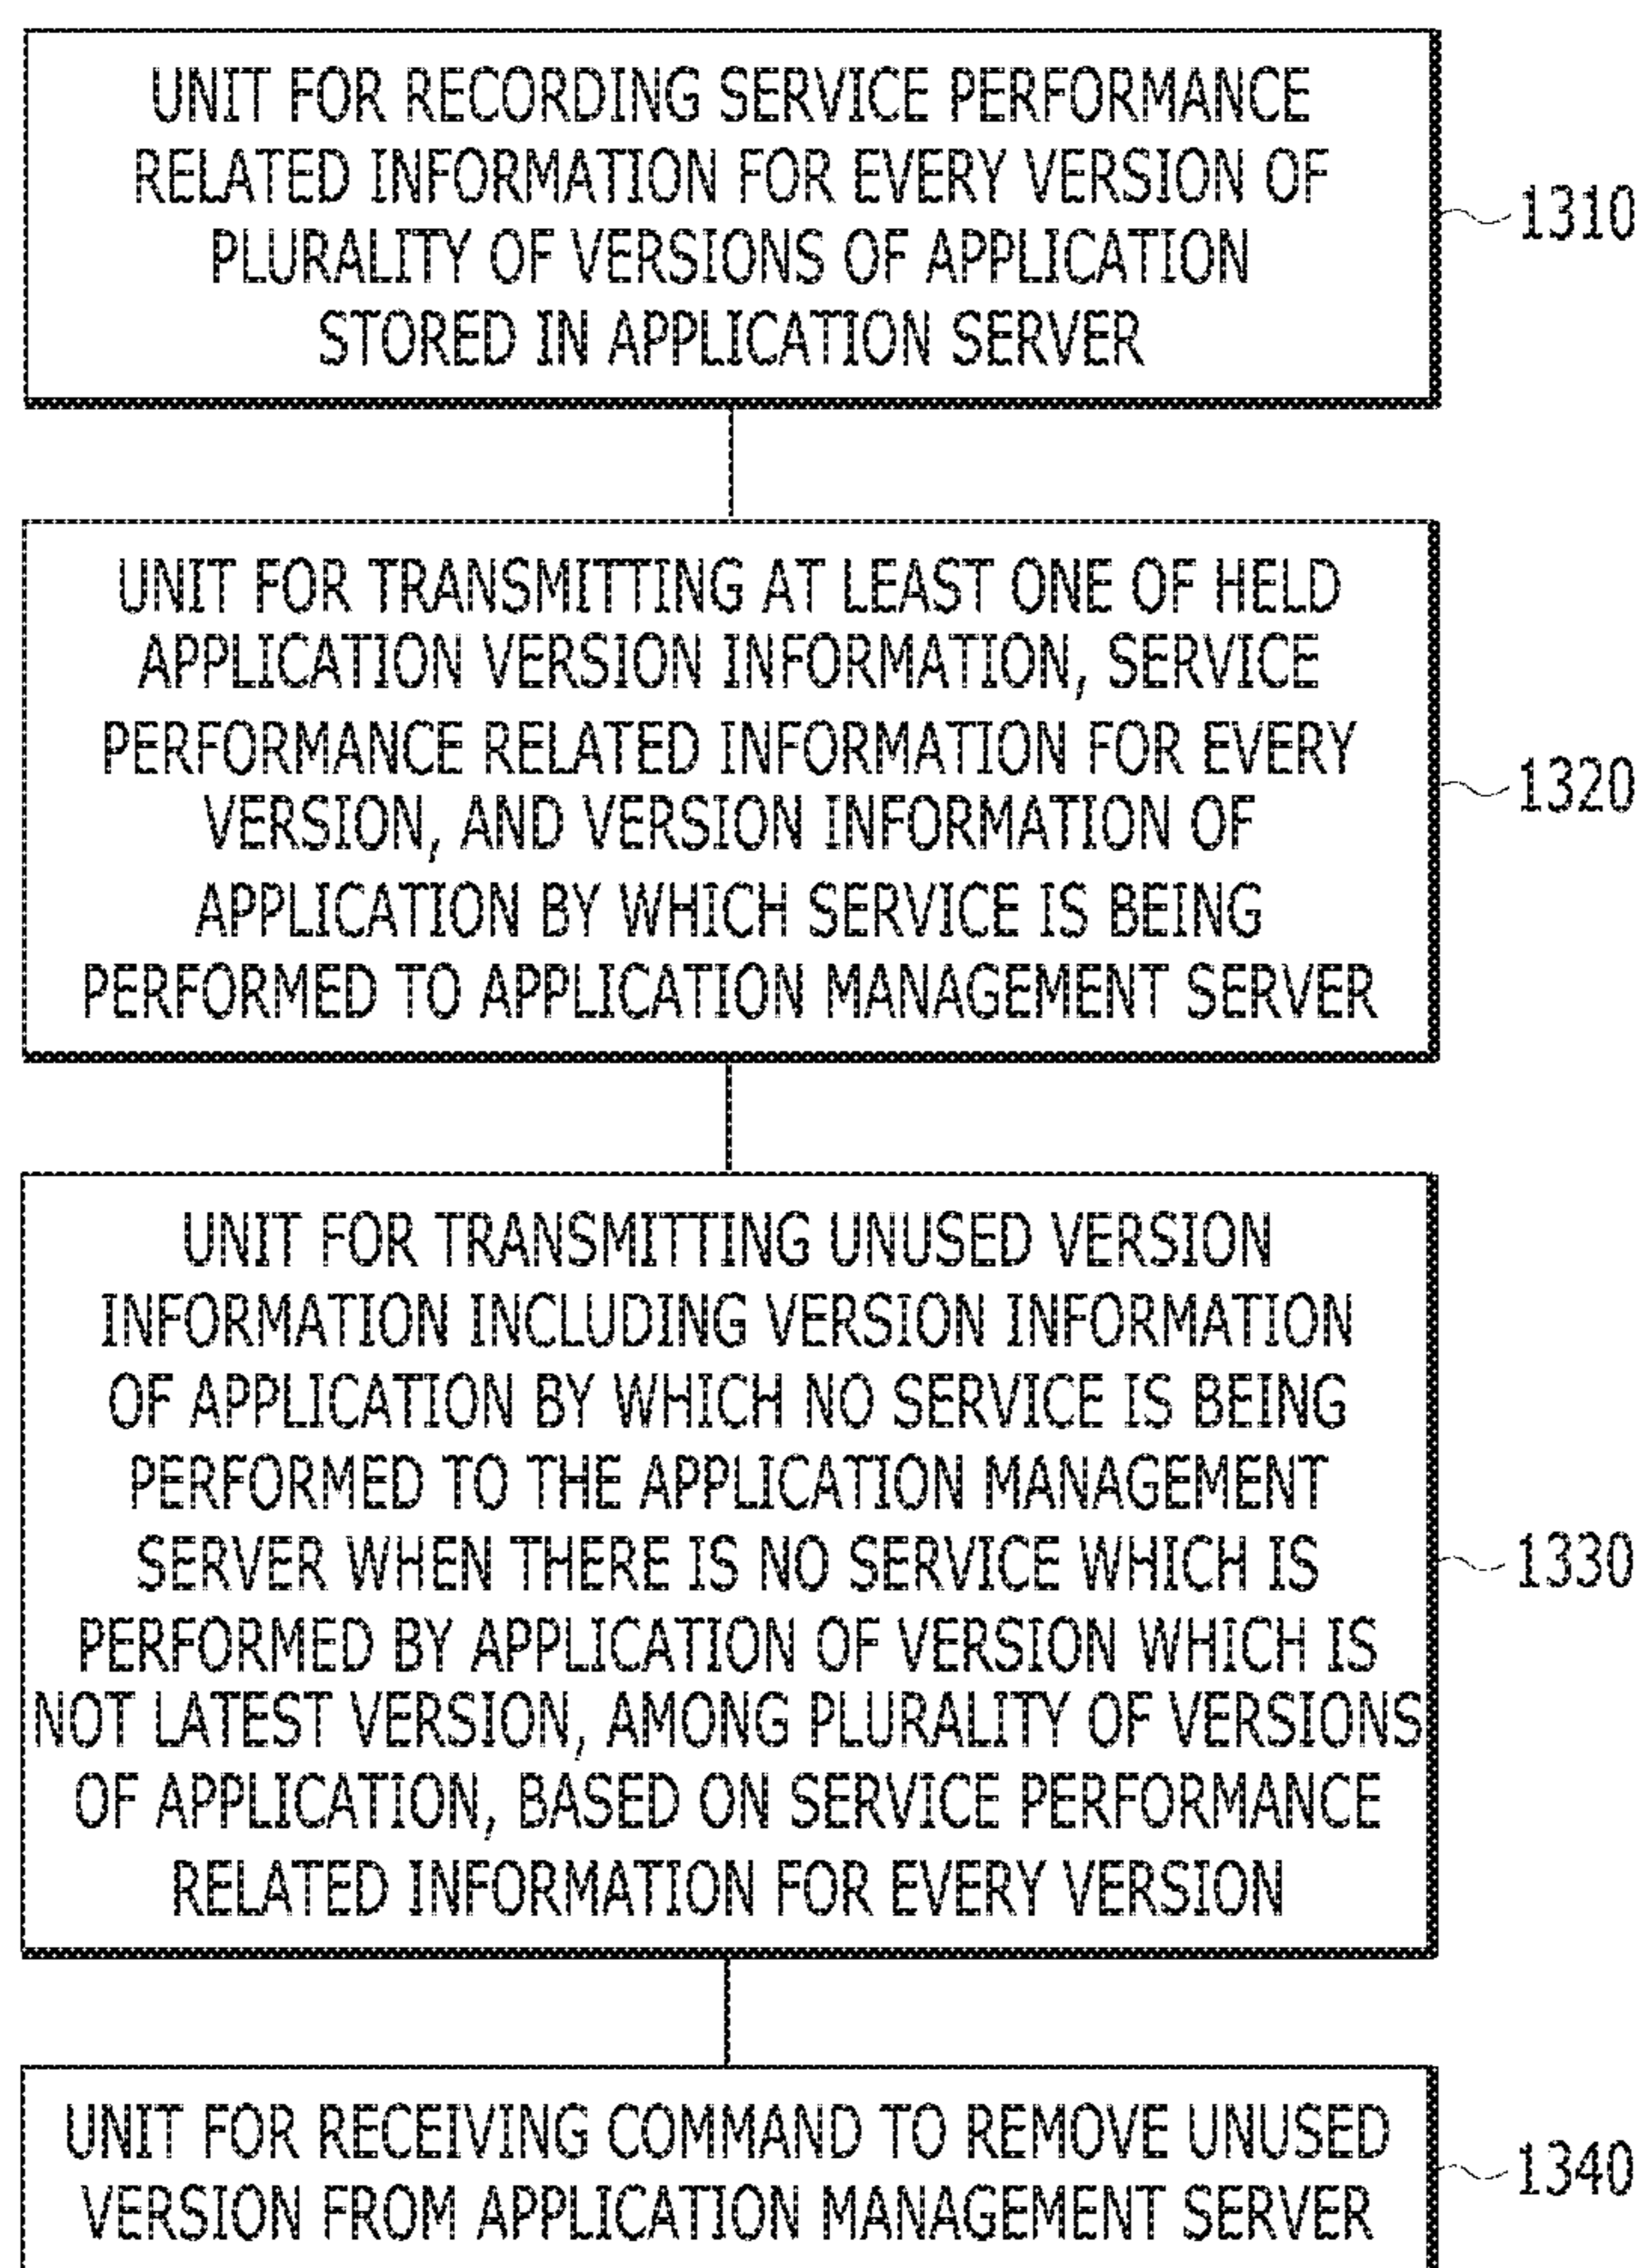 UNIT FOR RECORDING SERVICE PERFORMANCE
RELATED INFORMATION FOR EVERY VERSION OF
PLURALITY OF VERSIONS OF APPLICATION
STORED IN APPLICATION SERVER
1310
UNIT FOR TRANSMITTING AT LEAST ONE OF HELD
APPLICATION VERSION INFORMATION, SERVICE
PERFORMANCE RELATED INFORMATION FOR EVERY
VERSION, AND VERSION INFORMATION OF
APPLICATION BY WHICH SERVICE IS BEING
PERFORMED TO APPLICATION MANAGEMENT SERVER
1320
UNIT FOR TRANSMITTING UNUSED VERSION
INFORMATION INCLUDING VERSION INFORMATION
OF APPLICATION BY WHICH NO SERVICE IS BEING
PERFORMED TO THE APPLICATION MANAGEMENT
SERVER WHEN THERE IS NO SERVICE WHICH IS
PERFORMED BY APPLICATION OF VERSION WHICH IS
NOT LATEST VERSION, AMONG PLURALITY OF VERSIONS
OF APPLICATION, BASED ON SERVICE PERFORMANCE
RELATED INFORMATION FOR EVERY VERSION
1330
UNIT FOR RECEIVING COMMAND TO REMOVE UNUSED
VERSION FROM APPLICATION MANAGEMENT SERVER
1340